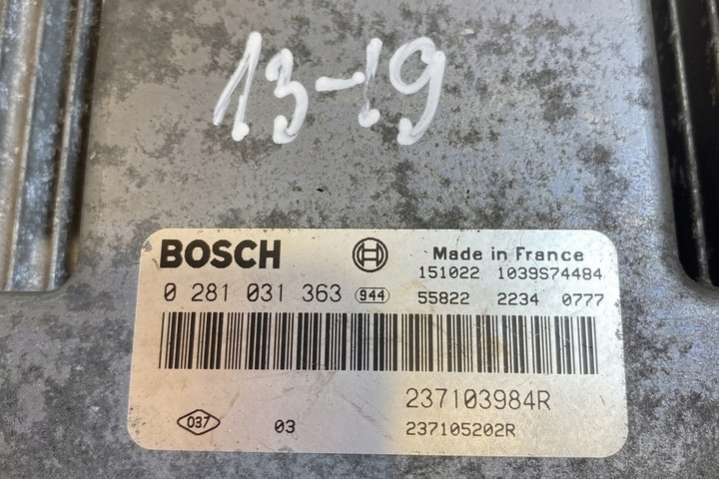 13-19
BOSCH
Made in France
151022 1039S74484
0 281 031 363 944 55822 2234 0777
237103984R
037 03 237105202R